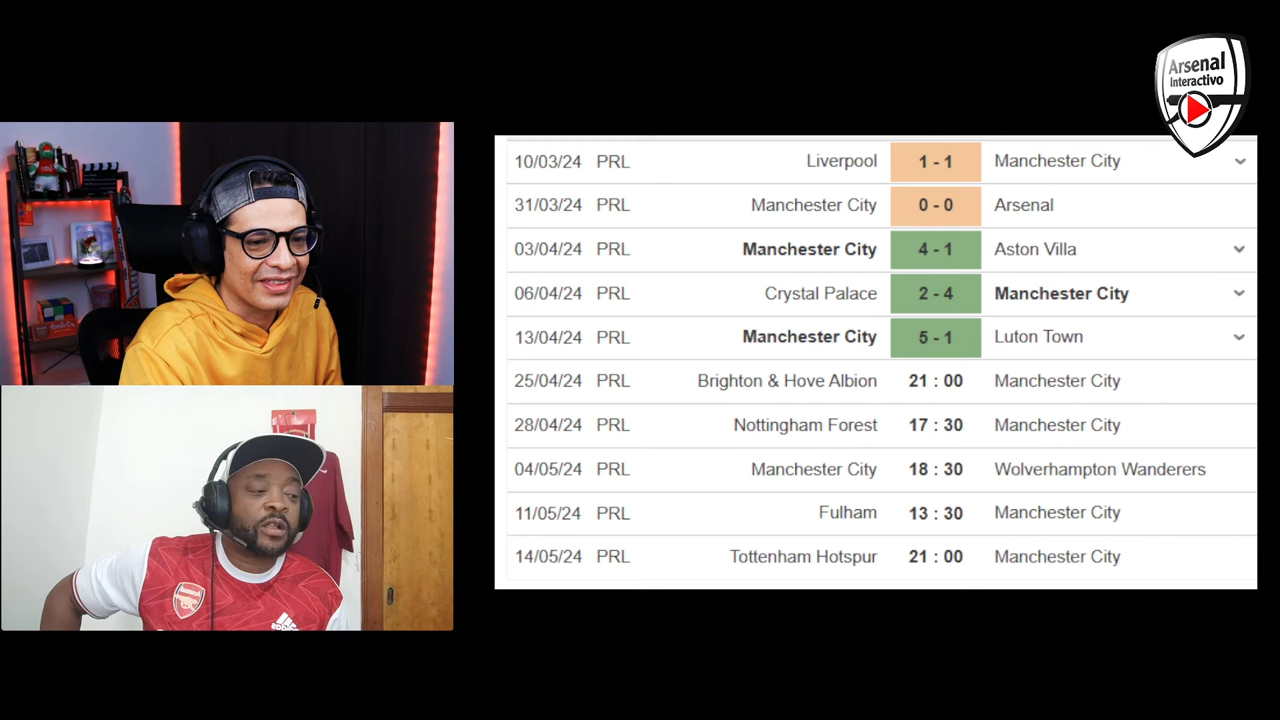 Arsenal
Interactivo
10/03/24 PRL Liverpool 1 - 1 Manchester City
31/03/24 PRL Manchester City 0 - 0 Arsenal
03/04/24 PRL Manchester City 4 - 1 Aston Villa
06/04/24 PRL Crystal Palace 2 - 4 Manchester City
13/04/24 PRL Manchester City 5 - 1 Luton Town
25/04/24 PRL Brighton & Hove Albion 21 : 00 Manchester City
28/04/24 PRL Nottingham Forest 17 : 30 Manchester City
04/05/24 PRL Manchester City 18 : 30 Wolverhampton Wanderers
11/05/24 PRL Fulham 13 : 30 Manchester City
14/05/24 PRL Tottenham Hotspur 21 : 00 Manchester City
adidas